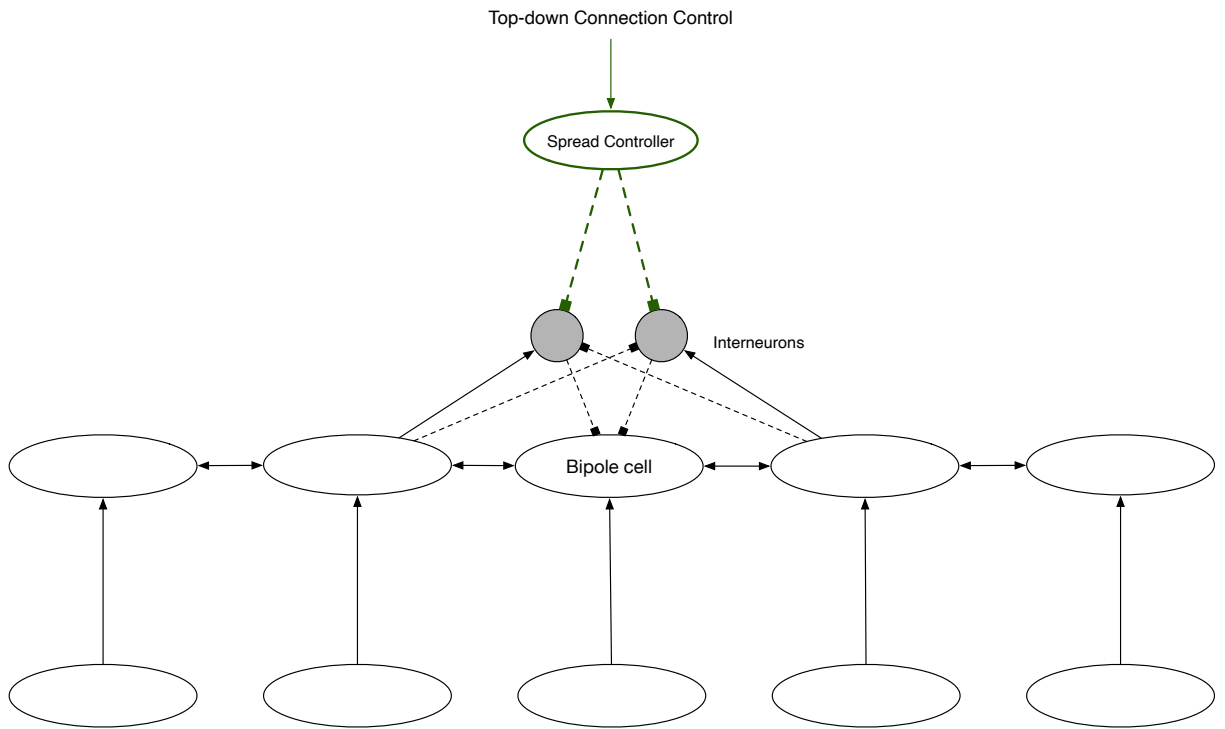 Top-down Connection Control
Spread Controller
Interneurons
Bipole cell